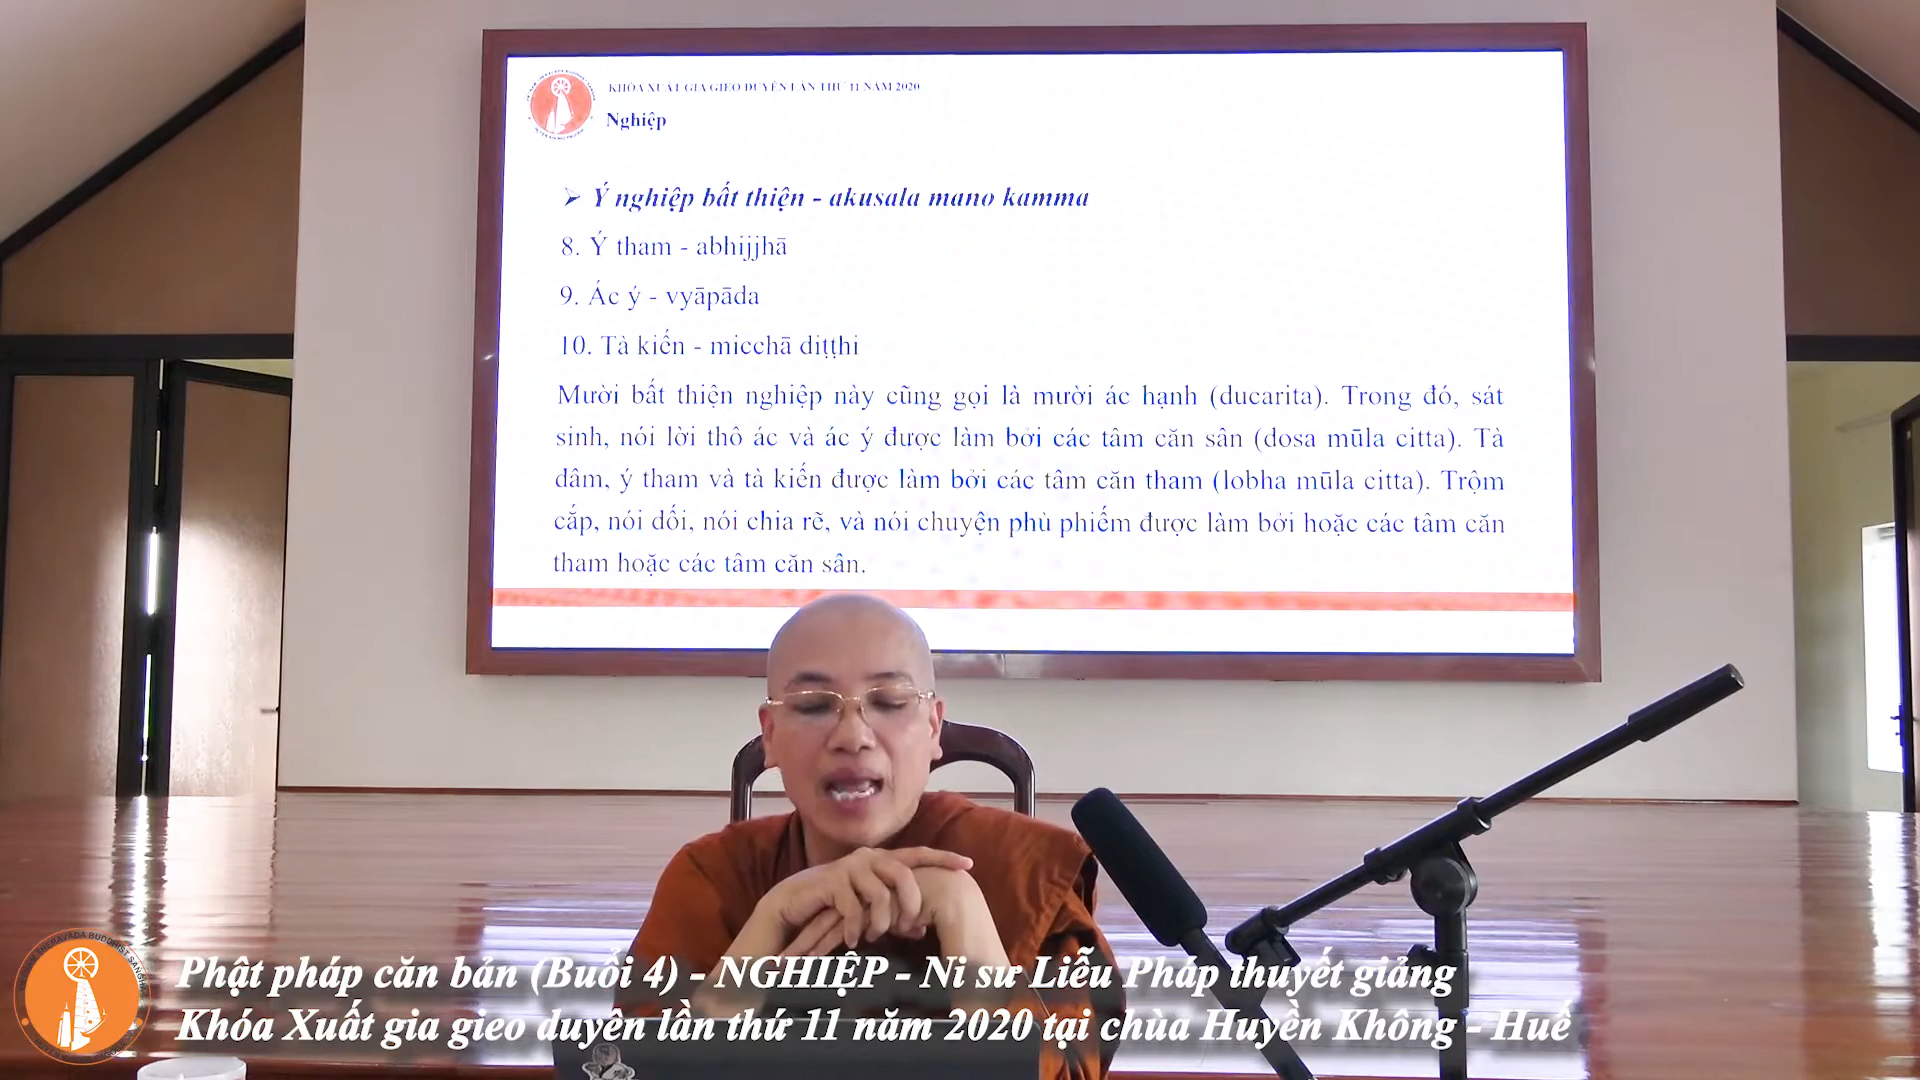 KHÓA XUẤT GIA GIEO DUYÊN LẦN THỨ 11 NĂM 2020
Nghiệp
Ý nghiệp bất thiện - akusala mano kamma
8. Ý tham - abhijjhā
9. Ác ý - vyāpāda
10. Tà kiến - micchā diṭṭhi
Mười bất thiện nghiệp này cũng gọi là mười ác hạnh (ducarita). Trong đó, sát
sinh, nói lời thô ác và ác ý được làm bởi các tâm căn sân (dosa mūla citta). Tà
dâm, ý tham và tà kiến được làm bởi các tâm căn tham (lobha mūla citta). Trộm
cắp, nói dối, nói chia rẽ, và nói chuyện phù phiếm được làm bởi hoặc các tâm căn
tham hoặc các tâm căn sân.
Phật pháp căn bản (Buổi 4) - NGHIỆP - Ni sư Liễu Pháp thuyết giảng
Khóa Xuất gia gieo duyên lần thứ 11 năm 2020 tại chùa Huyền Không - Huế